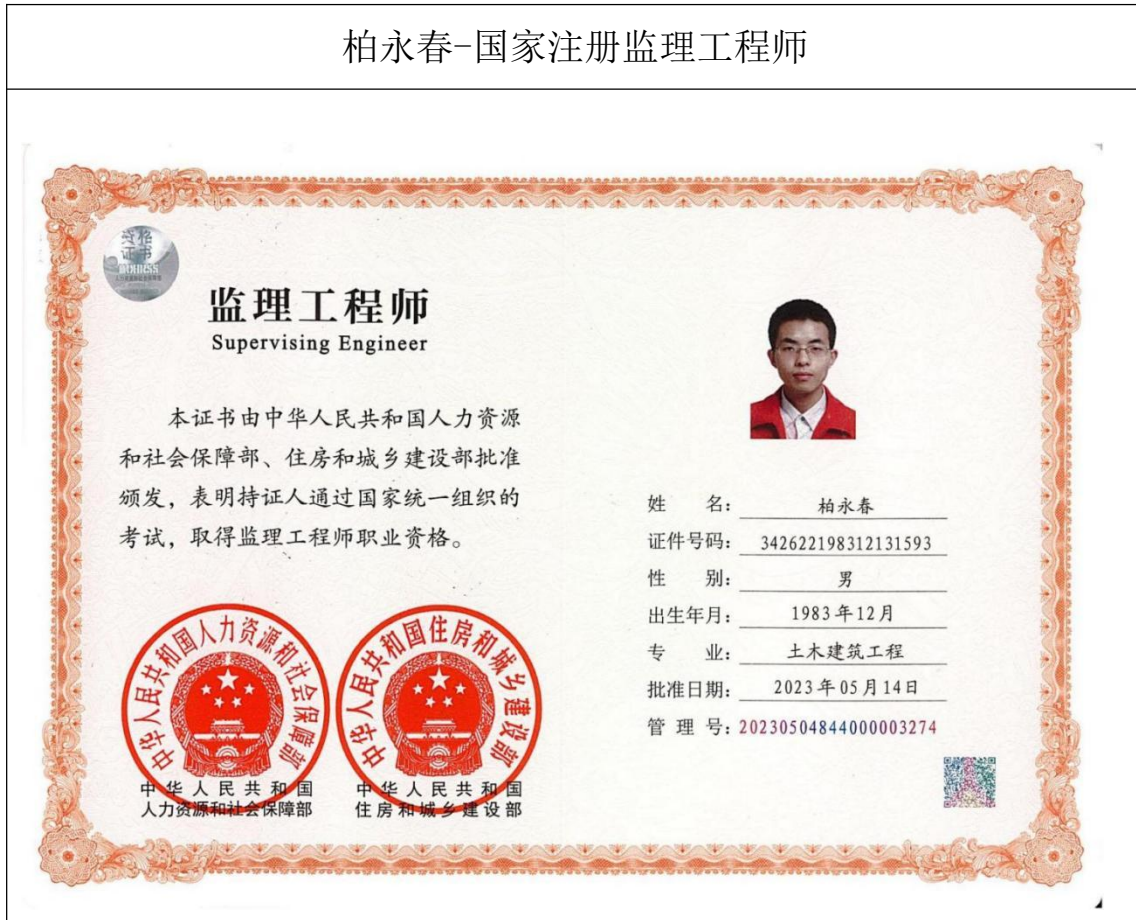 柏永春-国家注册监理工程师
资格
证书
监理工程师
Supervising Engineer
本证书由中华人民共和国人力资源
和社会保障部、住房和城乡建设部批准
颁发，表明持证人通过国家统一组织的
考试，取得监理工程师职业资格。
中华人民共和国人力资源和社会保障部
中华人民共和国
人力资源和社会保障部
中华人民共和国住房和城乡建设部
中华人民共和国
住房和城乡建设部
姓 名： 柏永春
证件号码： 342622198312131593
性 别： 男
出生年月： 1983年12月
专 业： 土木建筑工程
批准日期： 2023年05月14日
管 理 号：20230504844000003274